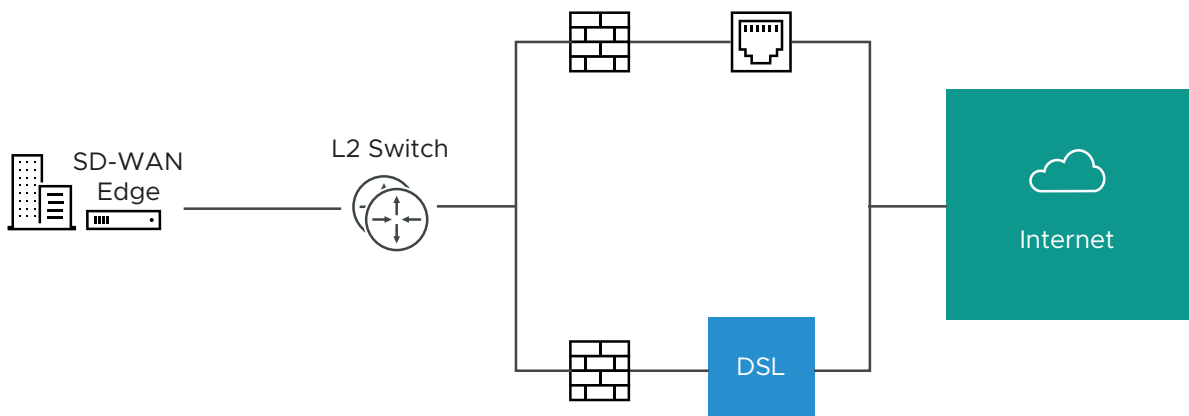 SD-WAN
Edge
L2 Switch
Internet
DSL